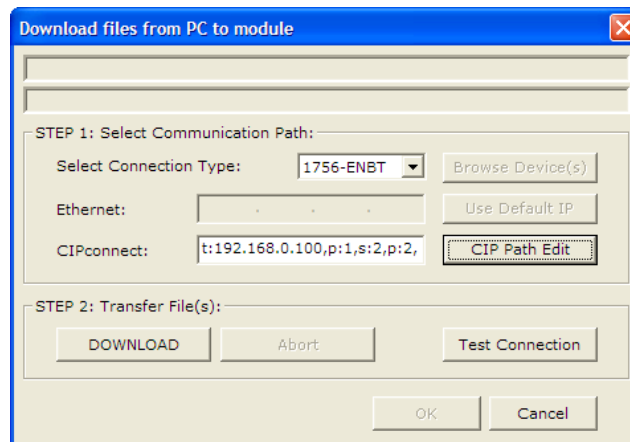 Download files from PC to module
STEP 1: Select Communication Path:
Select Connection Type: 1756-ENBT Browse Device(s)
Ethernet: . . . Use Default IP
CIPconnect: t:192.168.0.100,p:1,s:2,p:2, CIP Path Edit
STEP 2: Transfer File(s):
DOWNLOAD Abort Test Connection
OK Cancel